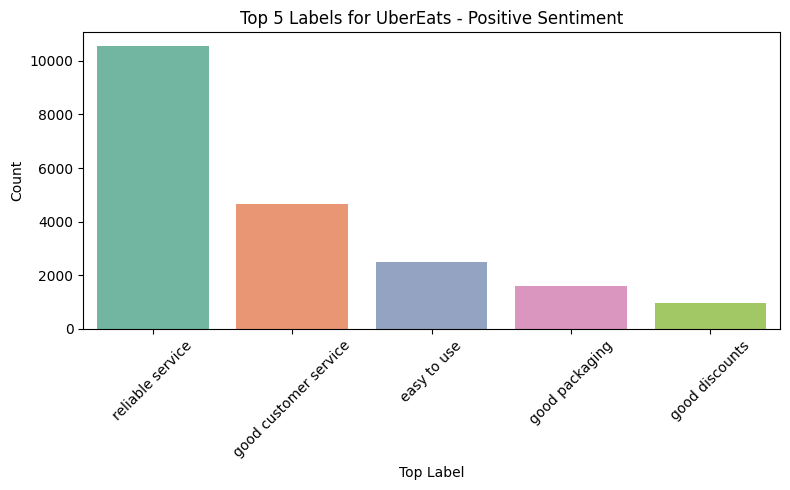 Top 5 Labels for UberEats - Positive Sentiment
Count
10000
8000
6000
4000
2000
0
reliable service
good customer service
easy to use
good packaging
good discounts
Top Label